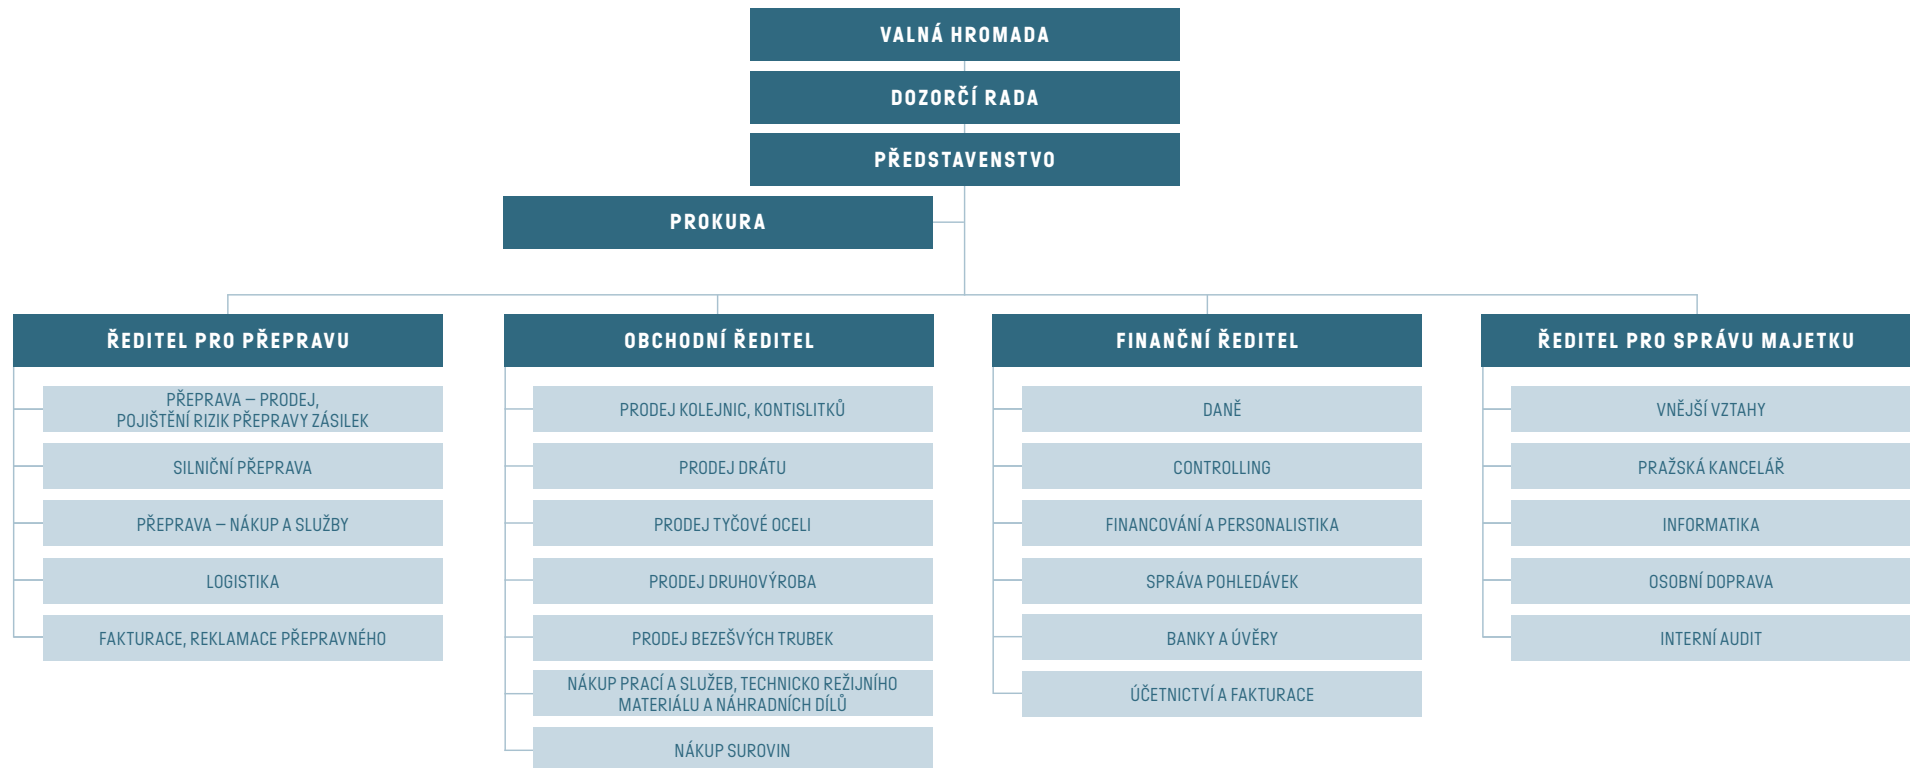 VALNÁ HROMADA
DOZORČÍ RADA
PŘEDSTAVENSTVO
PROKURA
ŘEDITEL PRO PŘEPRAVU
PŘEPRAVA – PRODEJ,
POJIŠTĚNÍ RIZIK PŘEPRAVY ZÁSILEK
SILNIČNÍ PŘEPRAVA
PŘEPRAVA – NÁKUP A SLUŽBY
LOGISTIKA
FAKTURACE, REKLAMACE PŘEPRAVNÉHO
OBCHODNÍ ŘEDITEL
PRODEJ KOLEJNIC, KONTISLITKŮ
PRODEJ DRÁTU
PRODEJ TYČOVÉ OCELI
PRODEJ DRUHOVÝROBA
PRODEJ BEZEŠVÝCH TRUBEK
NÁKUP PRACÍ A SLUŽEB, TECHNICKO REŽIJNÍHO
MATERIÁLU A NÁHRADNÍCH DÍLŮ
NÁKUP SUROVIN
FINANČNÍ ŘEDITEL
DANĚ
CONTROLLING
FINANCOVÁNÍ A PERSONALISTIKA
SPRÁVA POHLEDÁVEK
BANKY A ÚVĚRY
ÚČETNICTVÍ A FAKTURACE
ŘEDITEL PRO SPRÁVU MAJETKU
VNĚJŠÍ VZTAHY
PRAŽSKÁ KANCELÁŘ
INFORMATIKA
OSOBNÍ DOPRAVA
INTERNÍ AUDIT